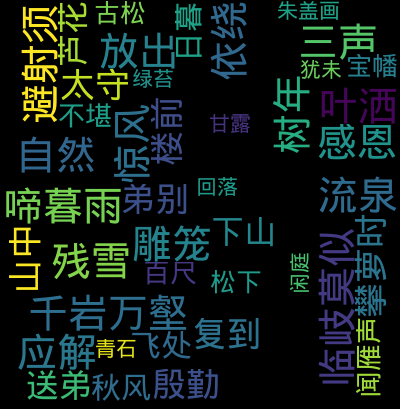 避射须
芦花
古松
日暮
依绕
朱盖画
放出
三声
太守
绿苔
犹未
宝幡
不堪
惊风
楼前
甘露
树年
叶洒
感恩
自然
回落
流泉
啼暮雨
弟别
山中
残雪
雕笼
下山
百尺
松下
闲庭
临岐莫似
攀萝时
千岩万壑
应解
青石
飞处
复到
闻雁声
送弟
秋风
殷勤